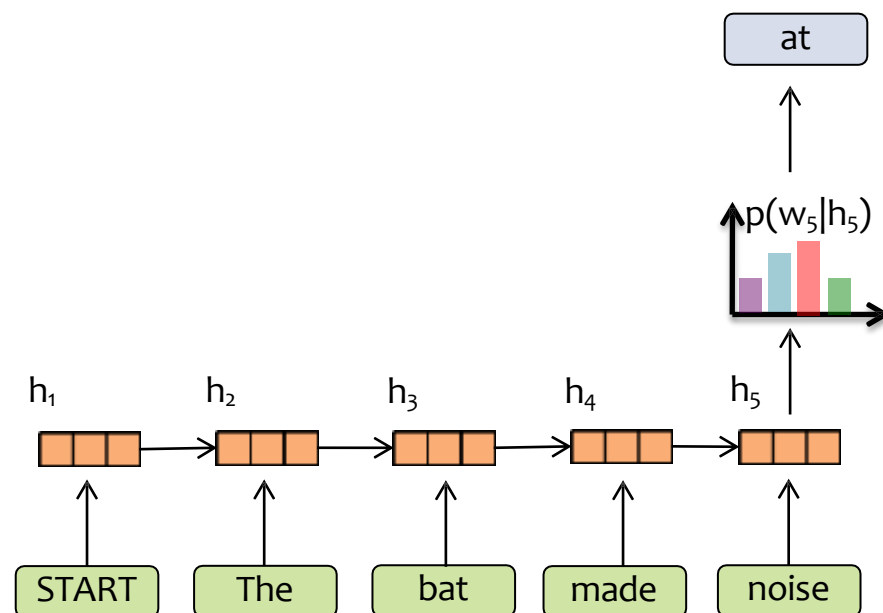 at
p(w₅|h₅)
h₁ h₂ h₃ h₄ h₅
START The bat made noise